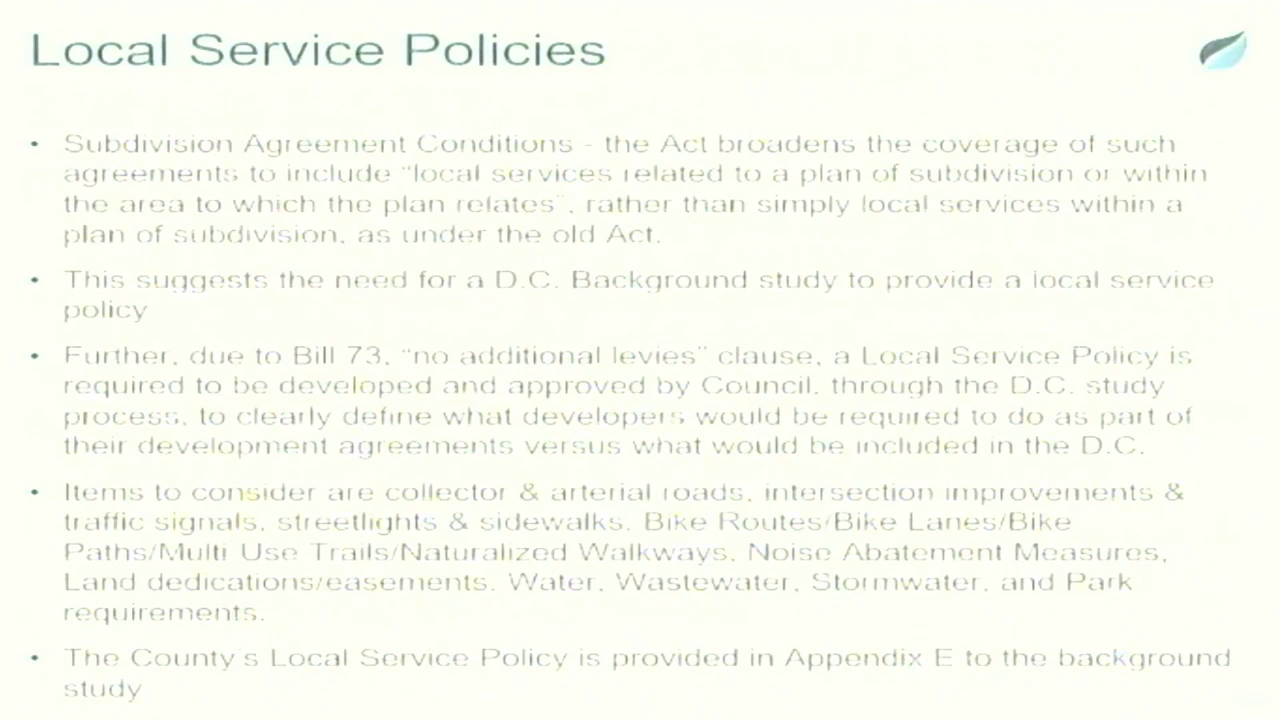 Local Service Policies
• Subdivision Agreement Conditions - the Act broadens the coverage of such
agreements to include "local services related to a plan of subdivision or within
the area to which the plan relates", rather than simply local services within a
plan of subdivision, as under the old Act.
• This suggests the need for a D.C. Background study to provide a local service
policy
• Further, due to Bill 73, "no additional levies" clause, a Local Service Policy is
required to be developed and approved by Council, through the D.C. study
process, to clearly define what developers would be required to do as part of
their development agreements versus what would be included in the D.C.
• Items to consider are collector & arterial roads, intersection improvements &
traffic signals, streetlights & sidewalks, Bike Routes/Bike Lanes/Bike
Paths/Multi Use Trails/Naturalized Walkways, Noise Abatement Measures,
Land dedications/easements, Water, Wastewater, Stormwater, and Park
requirements.
• The County's Local Service Policy is provided in Appendix E to the background
study